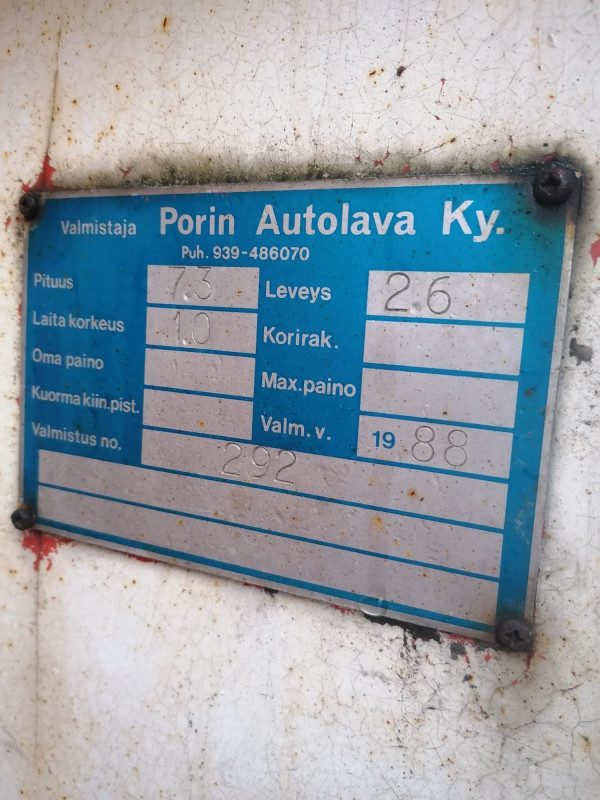 Valmistaja Porin Autolava Ky.
Puh. 939-486070
Pituus 7.3 Leveys 2.6
Laita korkeus 1.0 Korirak.
Oma paino Max.paino
Kuorma kiin.pist. Valm. v. 19 88
Valmistus no. 292